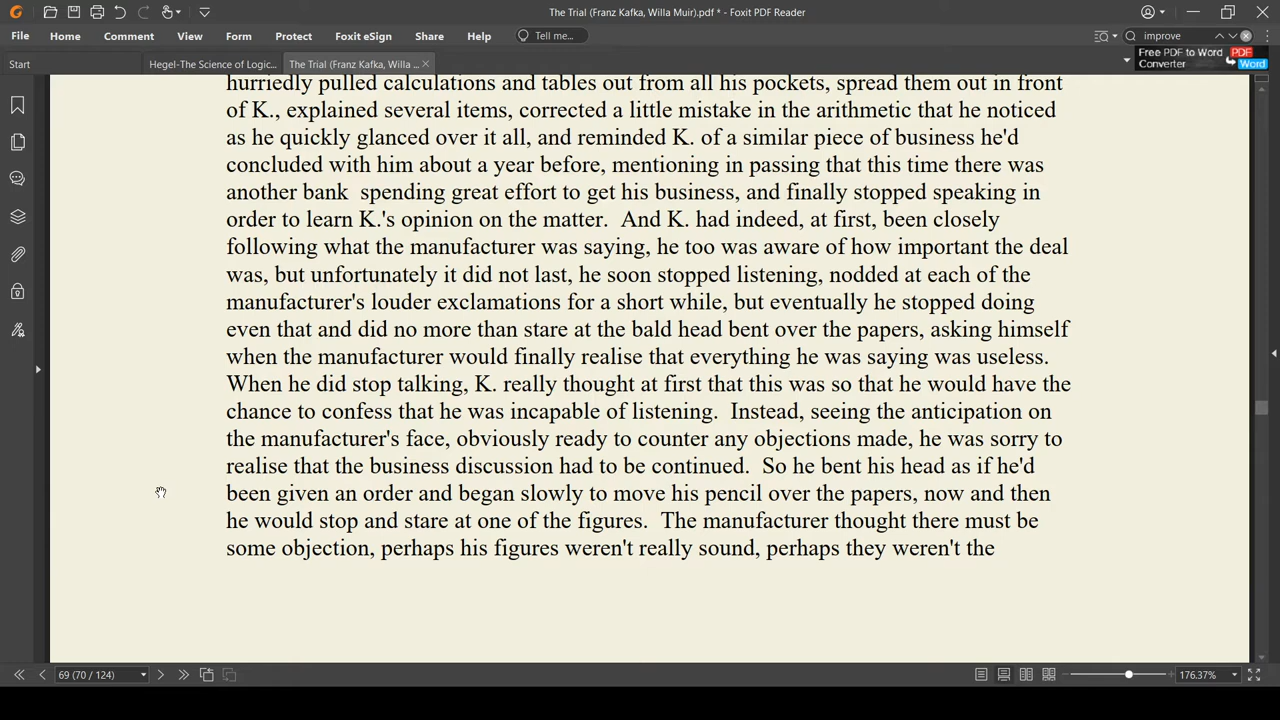 The Trial (Franz Kafka, Willa Muir).pdf * - Foxit PDF Reader
File Home Comment View Form Protect Foxit eSign Share Help Tell me... improve
Free PDF to Word Converter PDF Word
Start Hegel-The Science of Logic... The Trial (Franz Kafka, Willa ...
hurriedly pulled calculations and tables out from all his pockets, spread them out in front
of K., explained several items, corrected a little mistake in the arithmetic that he noticed
as he quickly glanced over it all, and reminded K. of a similar piece of business he'd
concluded with him about a year before, mentioning in passing that this time there was
another bank  spending great effort to get his business, and finally stopped speaking in
order to learn K.'s opinion on the matter.  And K. had indeed, at first, been closely
following what the manufacturer was saying, he too was aware of how important the deal
was, but unfortunately it did not last, he soon stopped listening, nodded at each of the
manufacturer's louder exclamations for a short while, but eventually he stopped doing
even that and did no more than stare at the bald head bent over the papers, asking himself
when the manufacturer would finally realise that everything he was saying was useless.
When he did stop talking, K. really thought at first that this was so that he would have the
chance to confess that he was incapable of listening.  Instead, seeing the anticipation on
the manufacturer's face, obviously ready to counter any objections made, he was sorry to
realise that the business discussion had to be continued.  So he bent his head as if he'd
been given an order and began slowly to move his pencil over the papers, now and then
he would stop and stare at one of the figures.  The manufacturer thought there must be
some objection, perhaps his figures weren't really sound, perhaps they weren't the
69 (70 / 124) 176.37%